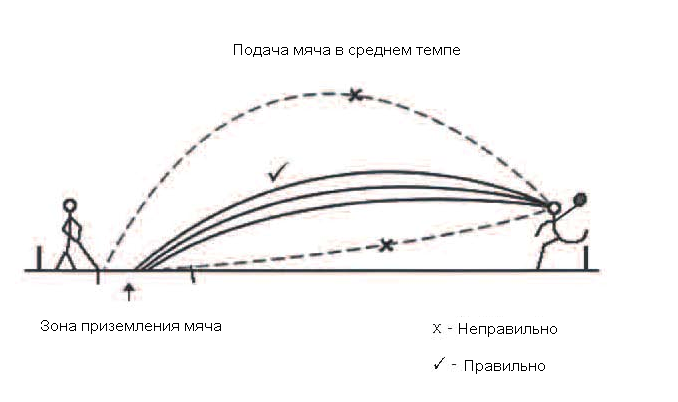 Подача мяча в среднем темпе
Зона приземления мяча
x - Неправильно
✓ - Правильно